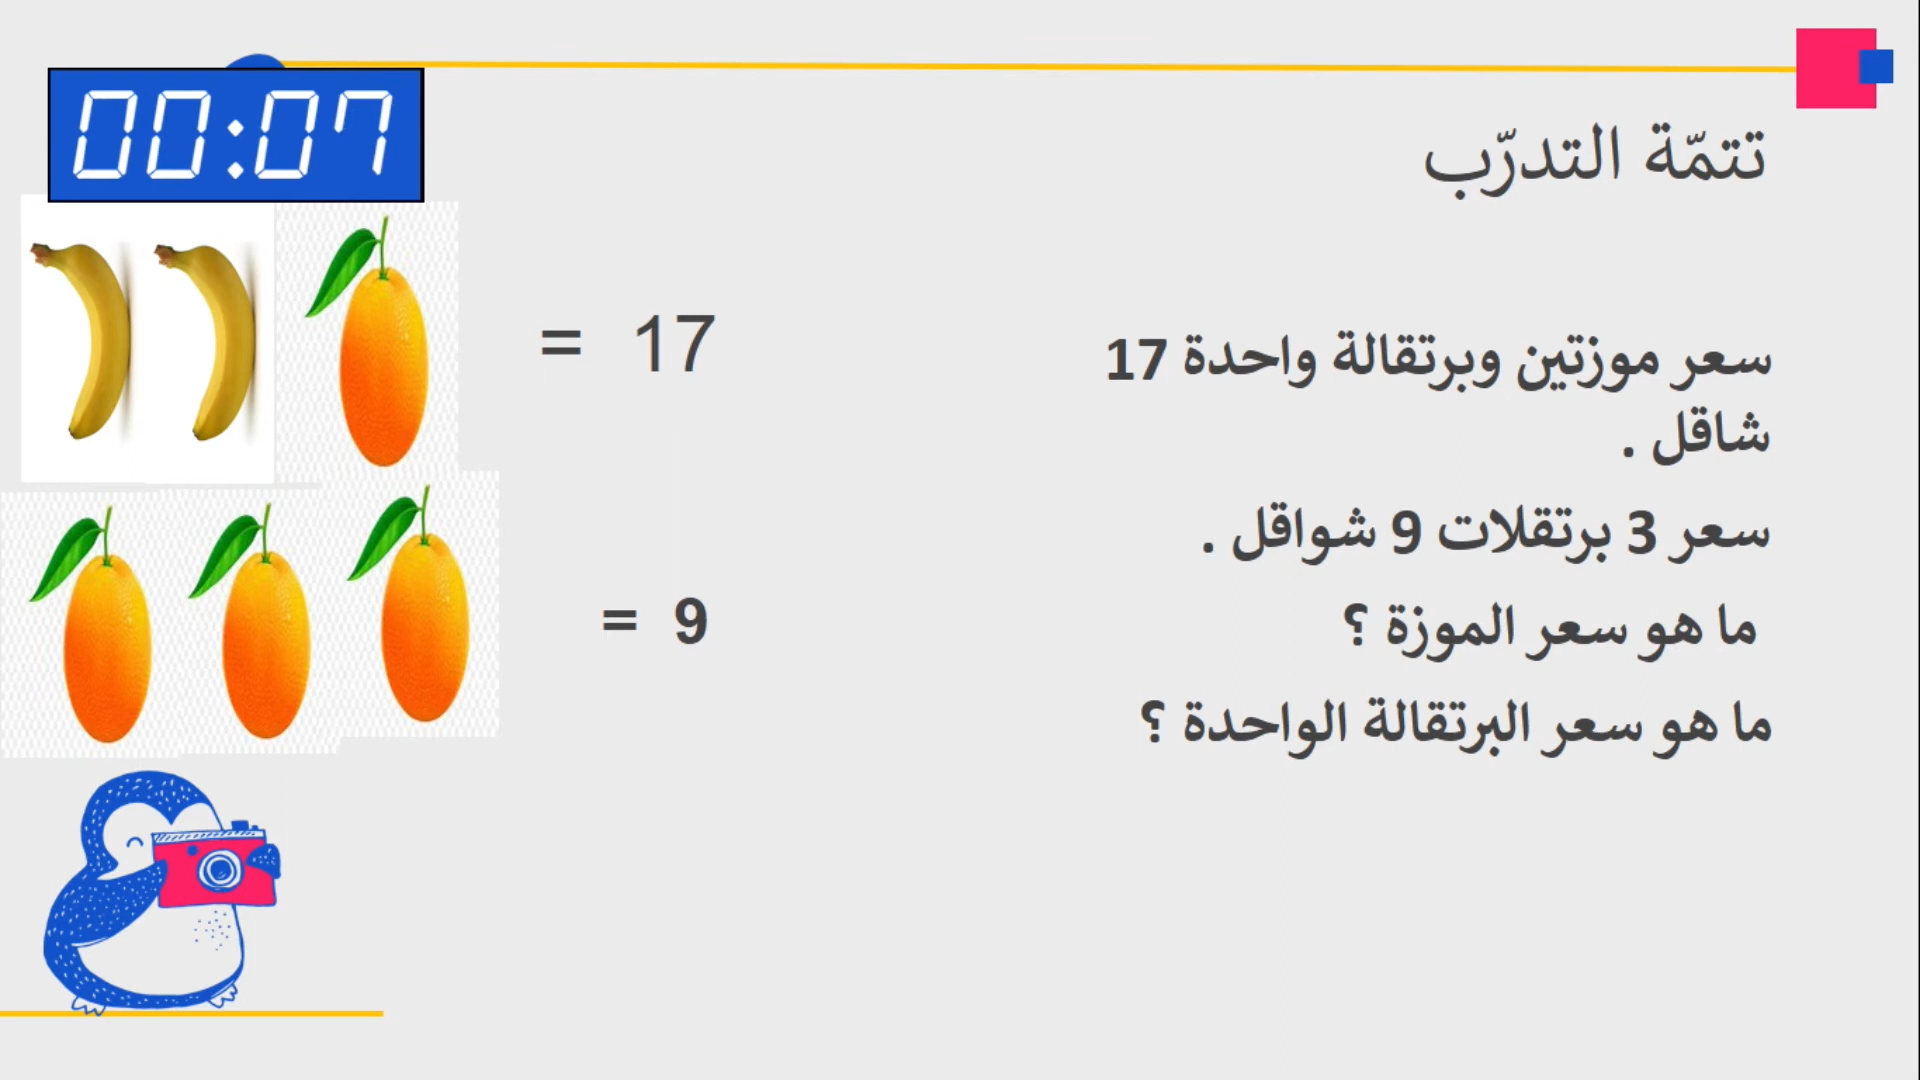 00:07
تتمّة التدرّب
= 17
سعر موزتين وبرتقالة واحدة 17
شاقل .
سعر 3 برتقلات 9 شواقل .
= 9
ما هو سعر الموزة ؟
ما هو سعر البرتقالة الواحدة ؟